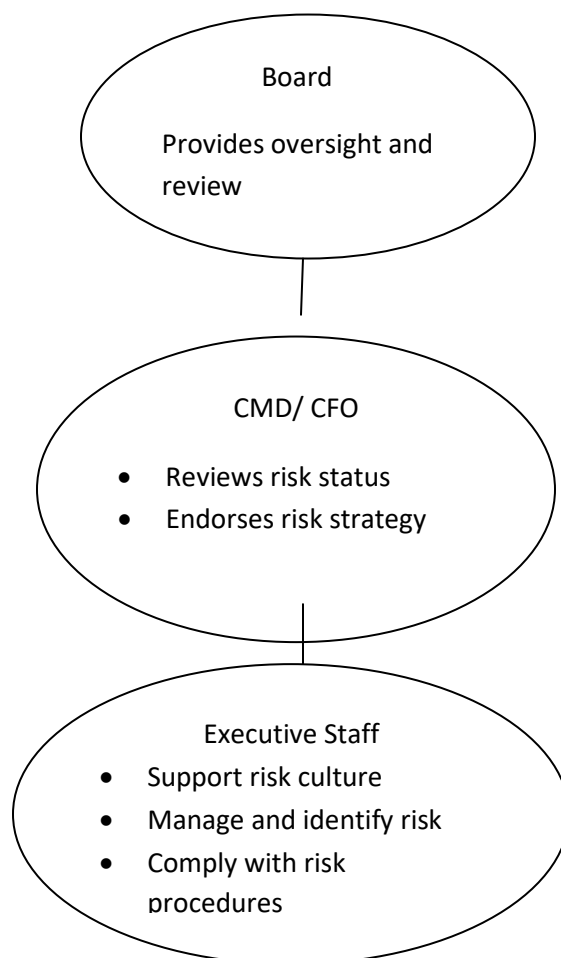 Board
Provides oversight and
review
CMD/ CFO
• Reviews risk status
• Endorses risk strategy
Executive Staff
• Support risk culture
• Manage and identify risk
• Comply with risk
procedures